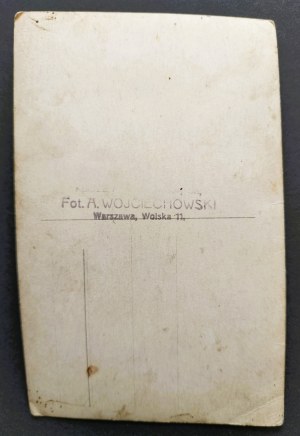 Fot. A. WOJCIECHOWSKI
Warszawa, Wolska 11,